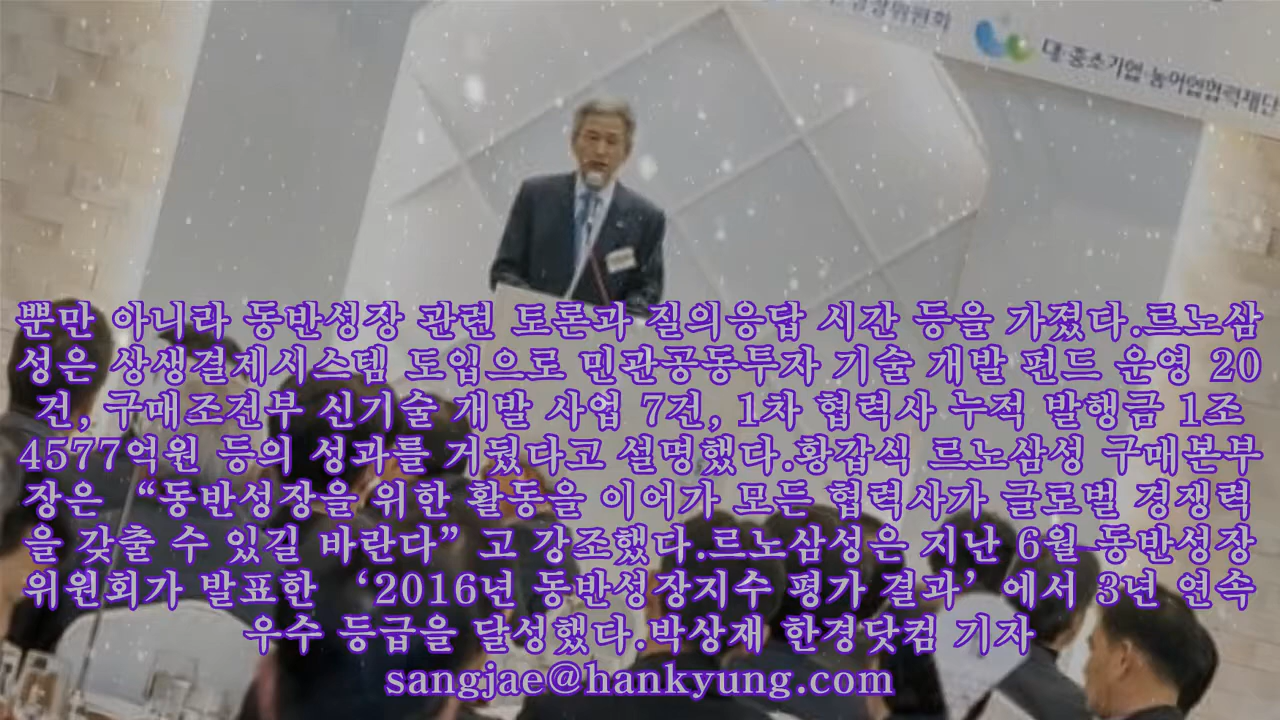 장위원회
대·중소기업·농어업협력재단
뿐만 아니라 동반성장 관련 토론과 질의응답 시간 등을 가졌다.르노삼
성은 상생결제시스템 도입으로 민관공동투자 기술 개발 펀드 운영 20
건, 구매조건부 신기술 개발 사업 7건, 1차 협력사 누적 발행금 1조
4577억원 등의 성과를 거뒀다고 설명했다.황갑식 르노삼성 구매본부
장은 “동반성장을 위한 활동을 이어가 모든 협력사가 글로벌 경쟁력
을 갖출 수 있길 바란다” 고 강조했다.르노삼성은 지난 6월 동반성장
위원회가 발표한 ‘2016년 동반성장지수 평가 결과’ 에서 3년 연속
우수 등급을 달성했다.박상재 한경닷컴 기자
sangjae@hankyung.com